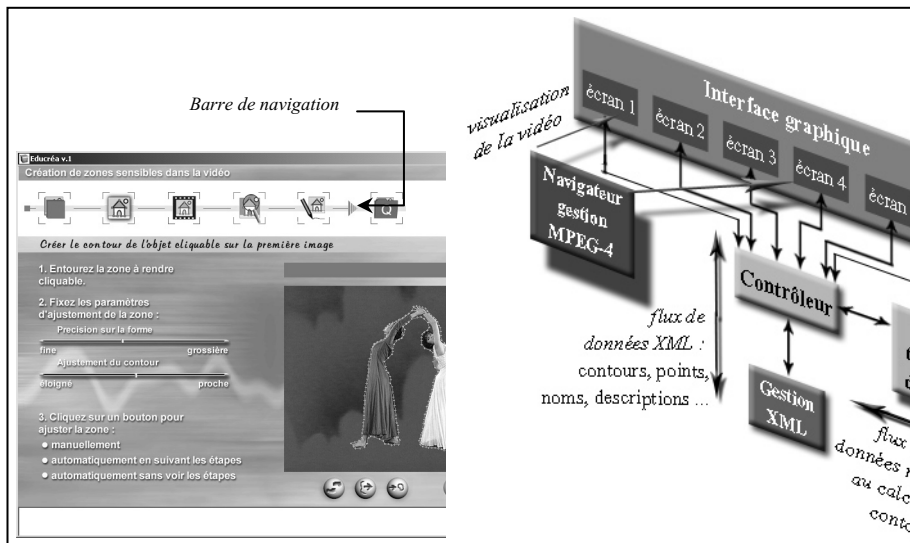 Barre de navigation
Educréa v.1
Création de zones sensibles dans la vidéo
Q
Créer le contour de l'objet cliquable sur la première image
1. Entourez la zone à rendre
cliquable.
2. Fixez les paramètres
d'ajustement de la zone :
Precision sur la forme
fine grossière
Ajustement du contour
éloigné proche
3. Cliquez sur un bouton pour
ajuster la zone :
manuellement
automatiquement en suivant les étapes
automatiquement sans voir les étapes
visualisation
de la vidéo
Interface graphique
écran 1
écran 2
écran 3
écran 4
écran
Navigateur
gestion
MPEG-4
Contrôleur
flux de
données XML :
contours, points,
noms, descriptions ...
Gestion
XML
flux
données
au calc
conto